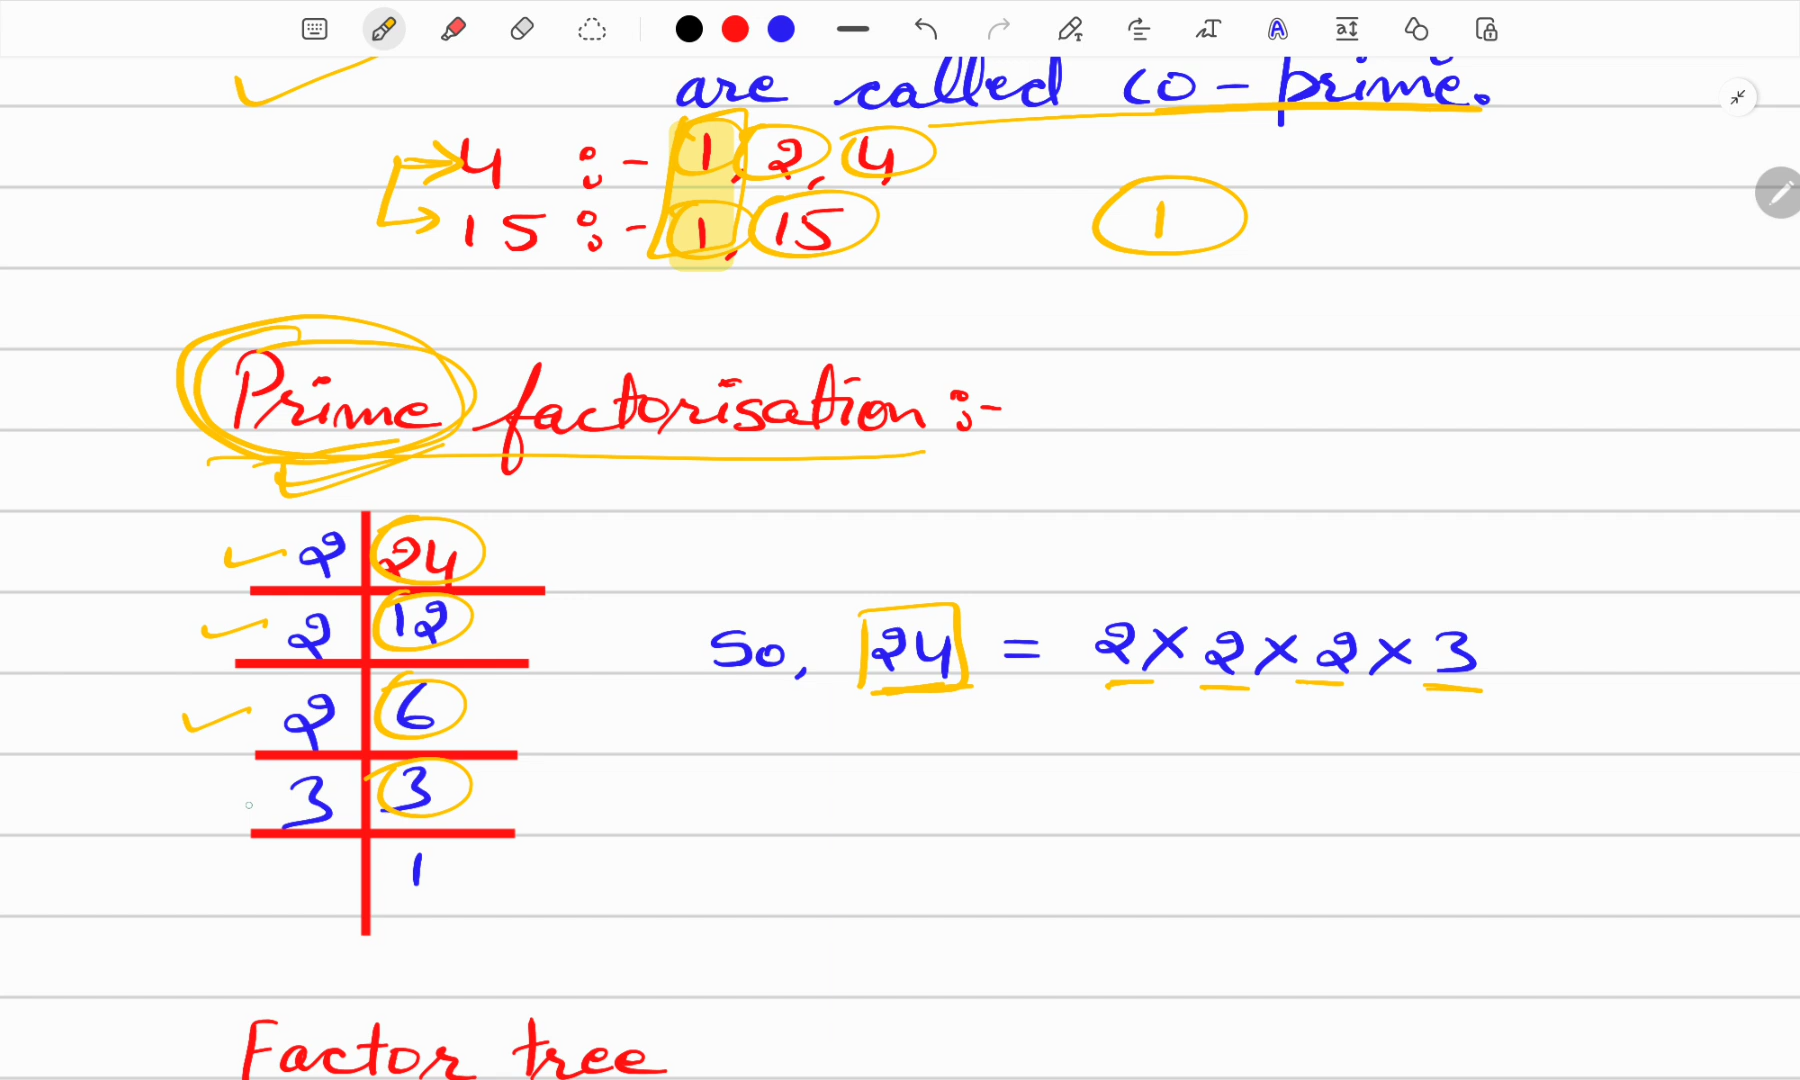 are called co-prime.
4 :- 1, 2, 4
15 :- 1, 15
1
Prime factorisation :-
2 | 24
2 | 12
2 | 6
3 | 3
1
So, 24 = 2 × 2 × 2 × 3
Factor tree